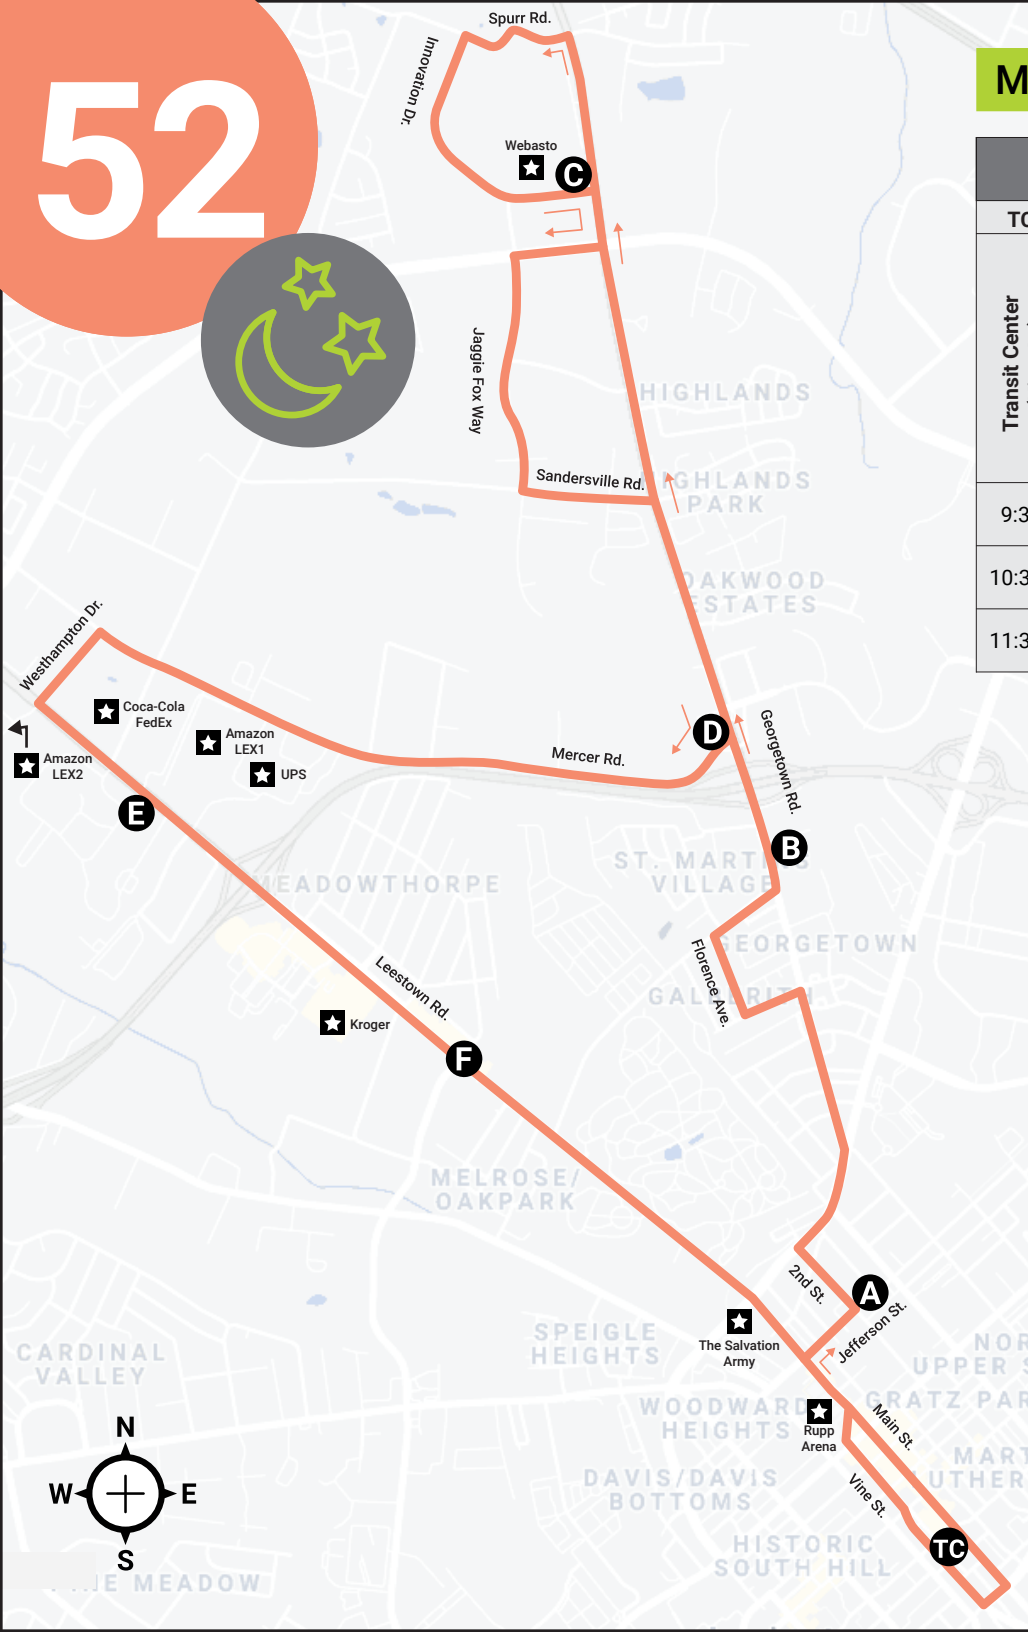 52
Spurr Rd.
Innovation Dr.
Webasto
C
M
TC
Transit Center
9:3
10:3
11:3
Jaggie Fox Way
HIGHLANDS
Sandersville Rd.
HIGHLANDS
PARK
OAKWOOD
ESTATES
Westhampton Dr.
Coca-Cola
FedEx
Amazon
LEX1
Amazon
LEX2
UPS
Mercer Rd.
D
Georgetown Rd.
E
B
ST. MARTINS
VILLAGE
MEADOWTHORPE
GEORGETOWN
Florence Ave.
Leestown Rd.
Kroger
F
MELROSE/
OAKPARK
2nd St.
A
Jefferson St.
The Salvation
Army
SPEIGLE
HEIGHTS
CARDINAL
VALLEY
NOR
UPPER S
GRATZ PAR
WOODWARD
HEIGHTS
Rupp
Arena
Main St.
MART
LUTHER
DAVIS/DAVIS
BOTTOMS
Vine St.
TC
HISTORIC
SOUTH HILL
N
W
E
S
MEADOW